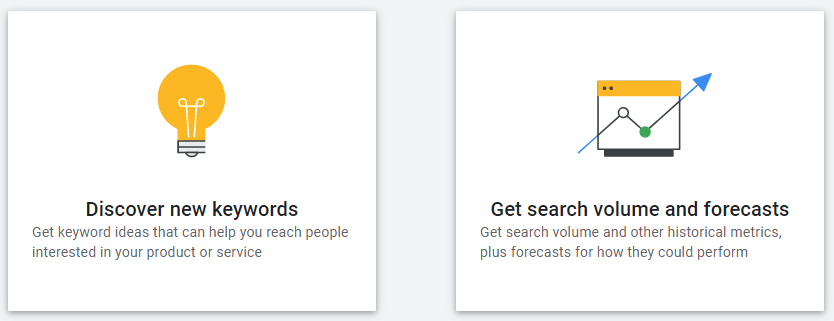 Discover new keywords
Get keyword ideas that can help you reach people
interested in your product or service
Get search volume and forecasts
Get search volume and other historical metrics,
plus forecasts for how they could perform